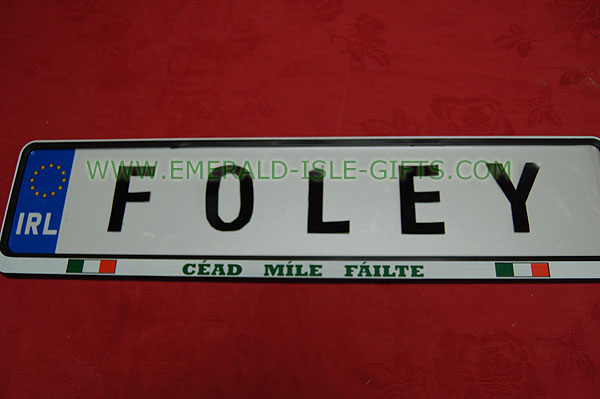 WWW.EMERALD-ISLE-GIFTS.COM
FOLEY
IRL
CÉAD MÍLE FÁILTE